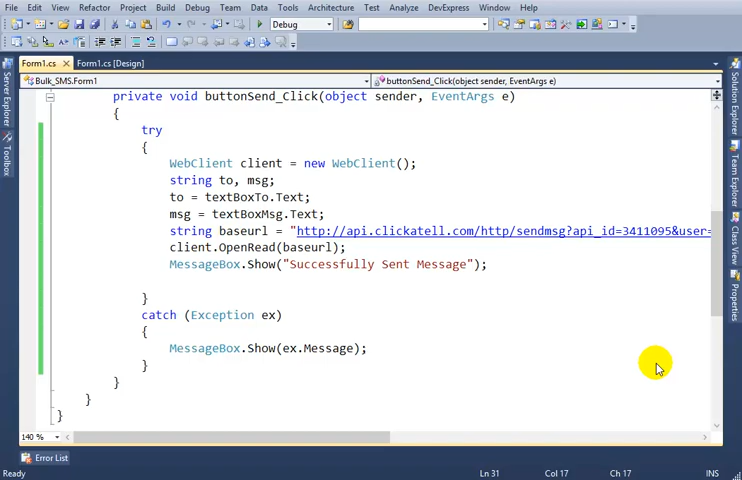 File Edit View Refactor Project Build Debug Team Data Tools Architecture Test Analyze DevExpress Window Help
Debug
Form1.cs Form1.cs [Design]
Bulk_SMS.Form1 buttonSend_Click(object sender, EventArgs e)
private void buttonSend_Click(object sender, EventArgs e)
{
try
{
WebClient client = new WebClient();
string to, msg;
to = textBoxTo.Text;
msg = textBoxMsg.Text;
string baseurl = "http://api.clickatell.com/http/sendmsg?api_id=3411095&user=
client.OpenRead(baseurl);
MessageBox.Show("Successfully Sent Message");
}
catch (Exception ex)
{
MessageBox.Show(ex.Message);
}
}
}
}
140 %
Error List
Ready Ln 31 Col 17 Ch 17 INS
Server Explorer
Toolbox
Solution Explorer
Team Explorer
Class View
Properties